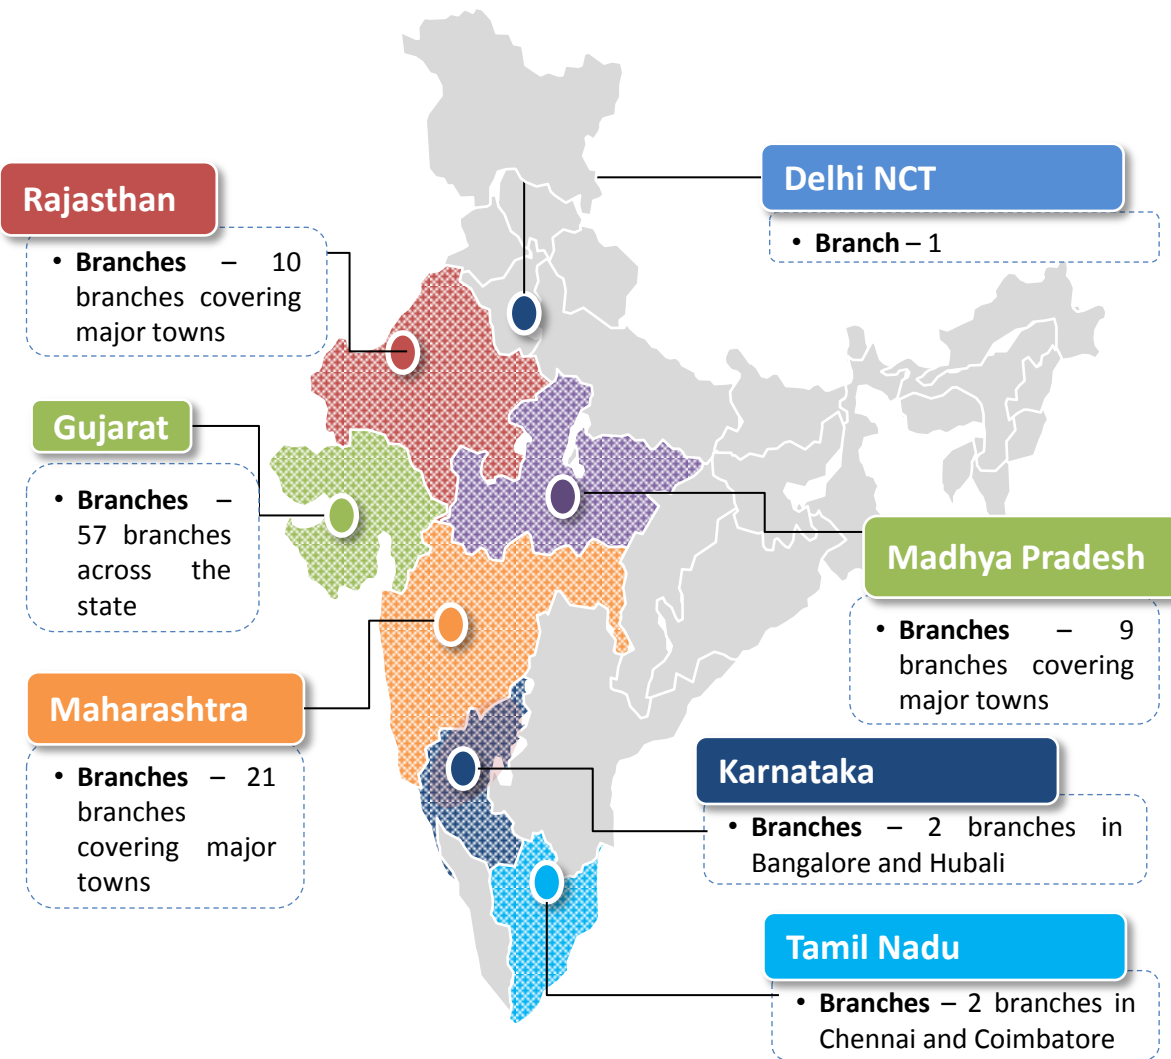 Rajasthan
• Branches – 10
branches covering
major towns
Gujarat
• Branches –
57 branches
across the
state
Maharashtra
• Branches – 21
branches
covering major
towns
Delhi NCT
• Branch – 1
Madhya Pradesh
• Branches – 9
branches covering
major towns
Karnataka
• Branches – 2 branches in
Bangalore and Hubali
Tamil Nadu
• Branches – 2 branches in
Chennai and Coimbatore